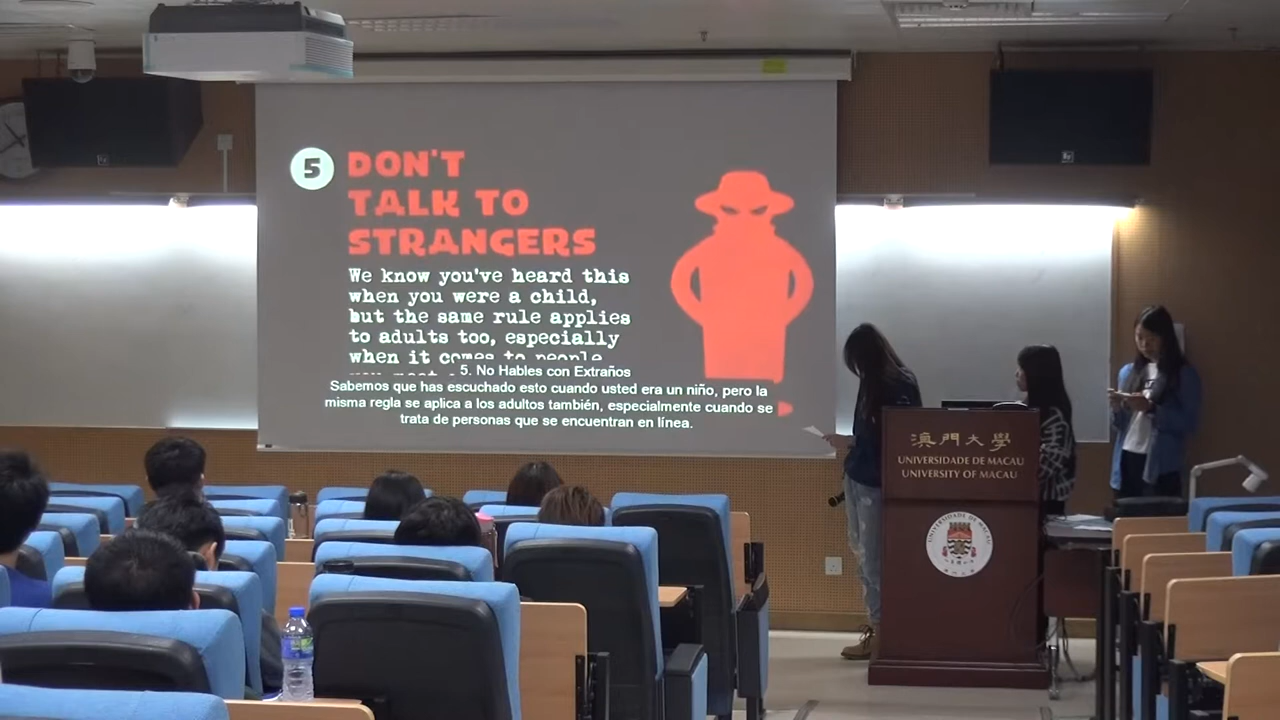 5
DON'T
TALK TO
STRANGERS
We know you've heard this
when you were a child,
but the same rule applies
to adults too, especially
when it comes to people
5. No Hables con Extraños
Sabemos que has escuchado esto cuando usted era un niño, pero la
misma regla se aplica a los adultos también, especialmente cuando se
trata de personas que se encuentran en línea.
澳門大學
UNIVERSIDADE DE MACAU
UNIVERSITY OF MACAU